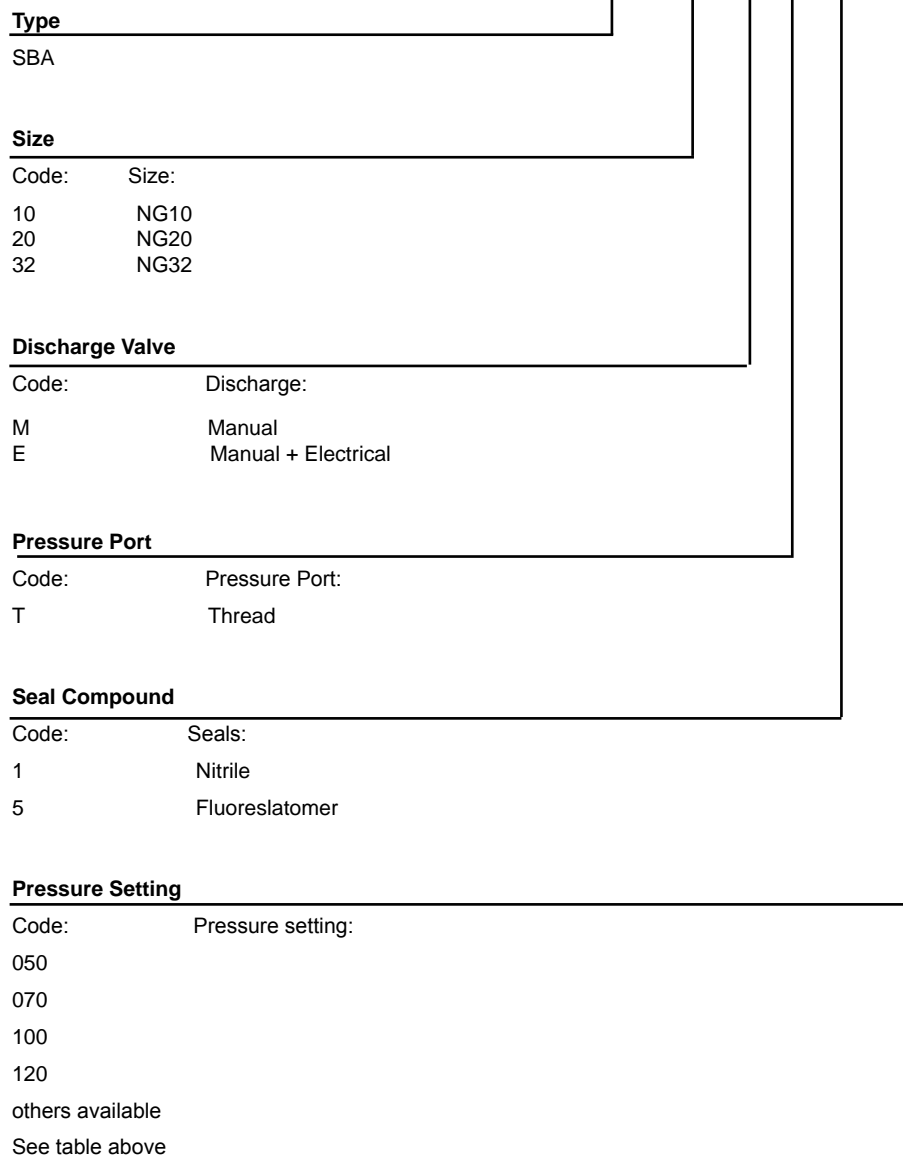 Type
SBA
Size
Code: Size:
10 NG10
20 NG20
32 NG32
Discharge Valve
Code: Discharge:
M Manual
E Manual + Electrical
Pressure Port
Code: Pressure Port:
T Thread
Seal Compound
Code: Seals:
1 Nitrile
5 Fluoreslatomer
Pressure Setting
Code: Pressure setting:
050
070
100
120
others available
See table above